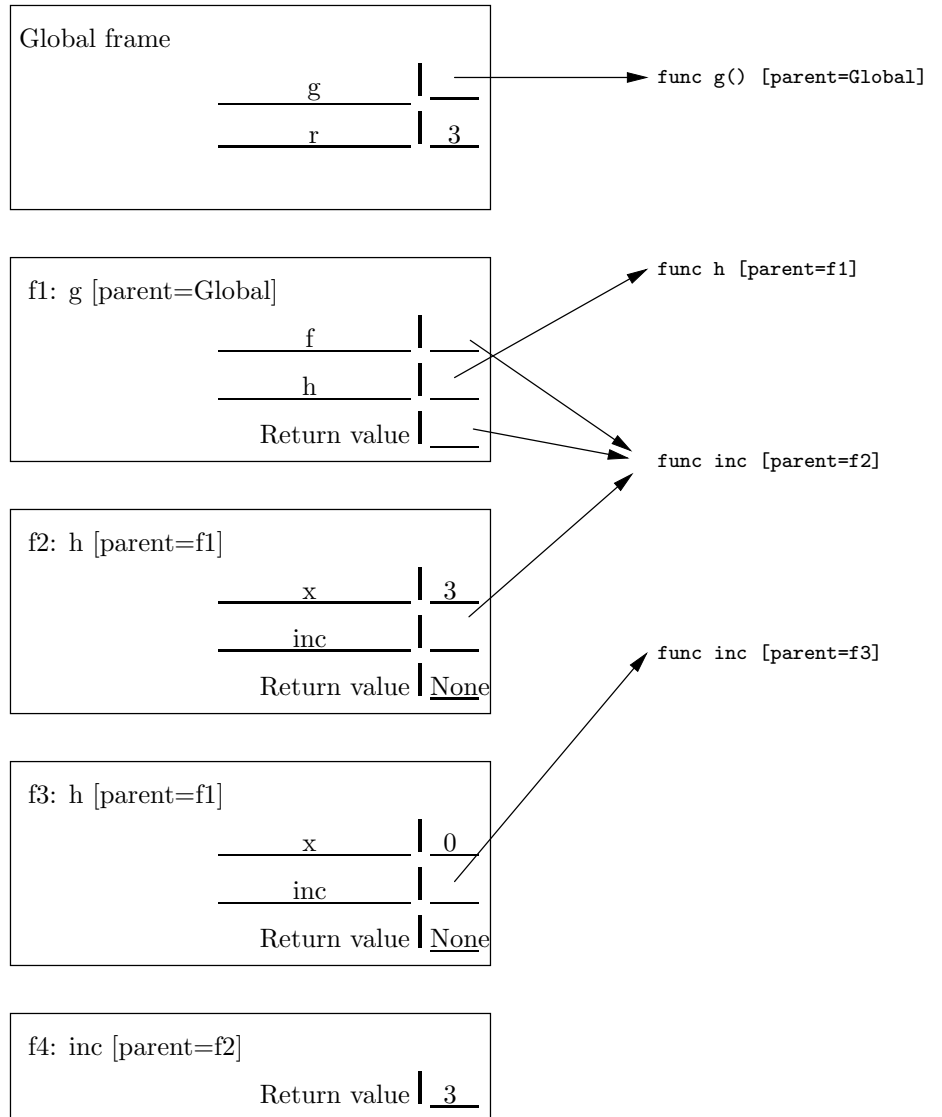 Global frame
g
func g() [parent=Global]
r 3
func h [parent=f1]
f1: g [parent=Global]
f
h
Return value
func inc [parent=f2]
f2: h [parent=f1]
x 3
inc
func inc [parent=f3]
Return value None
f3: h [parent=f1]
x 0
inc
Return value None
f4: inc [parent=f2]
Return value 3